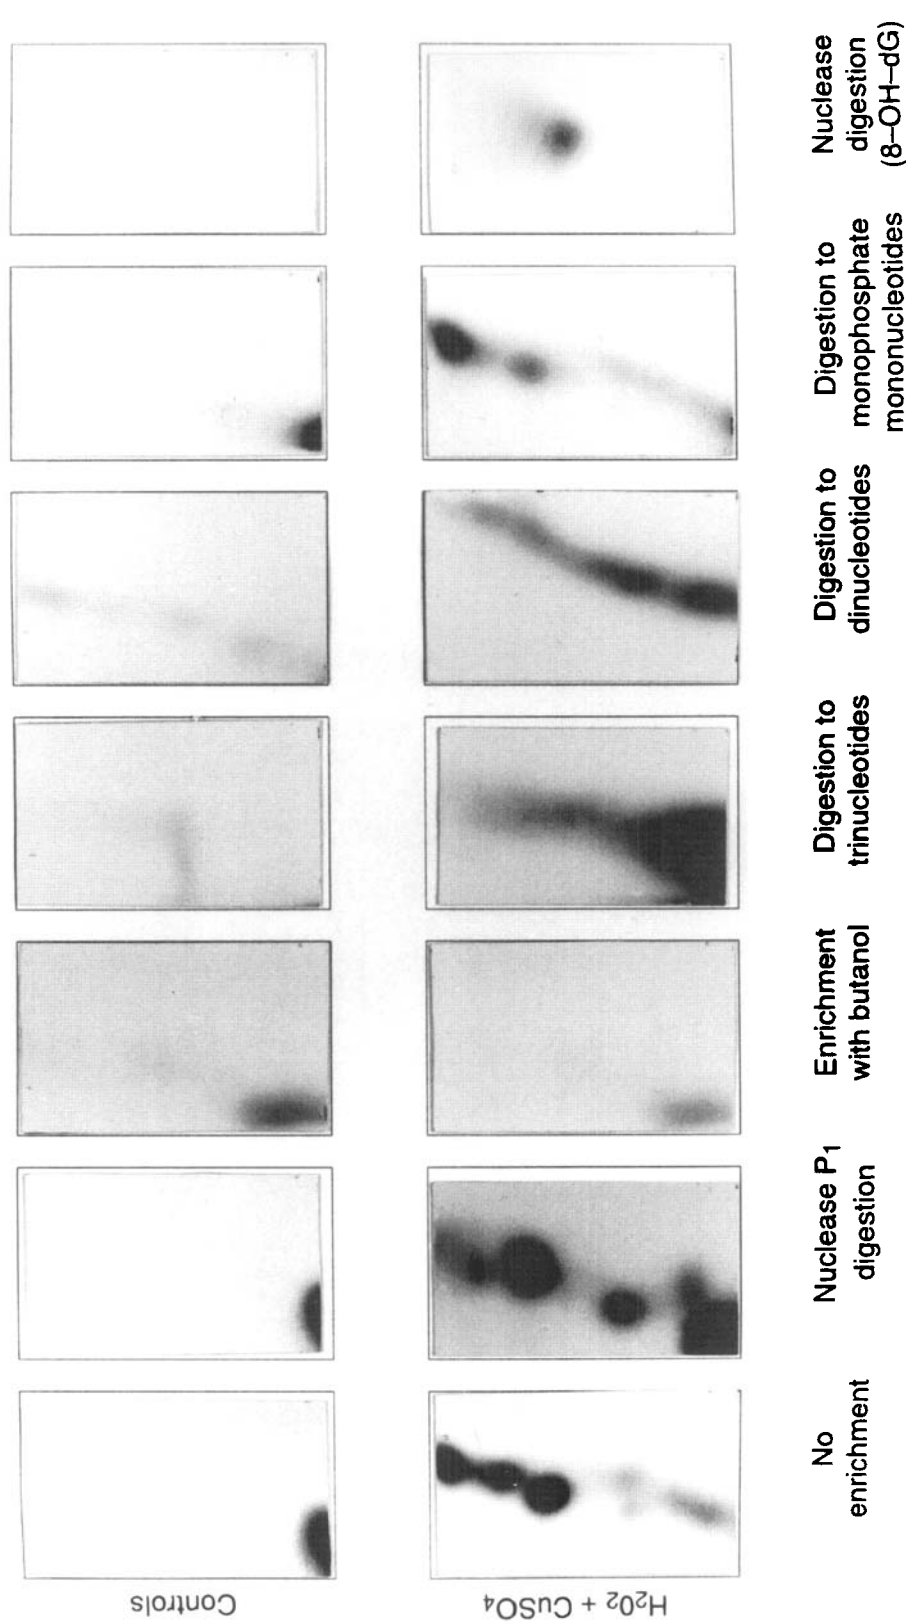 Nuclease
digestion
(8–OH–dG)
Digestion to
monophosphate
mononucleotides
Digestion to
dinucleotides
Digestion to
trinucleotides
Enrichment
with butanol
Nuclease P1
digestion
No
enrichment
Controls
H2O2 + CuSO4